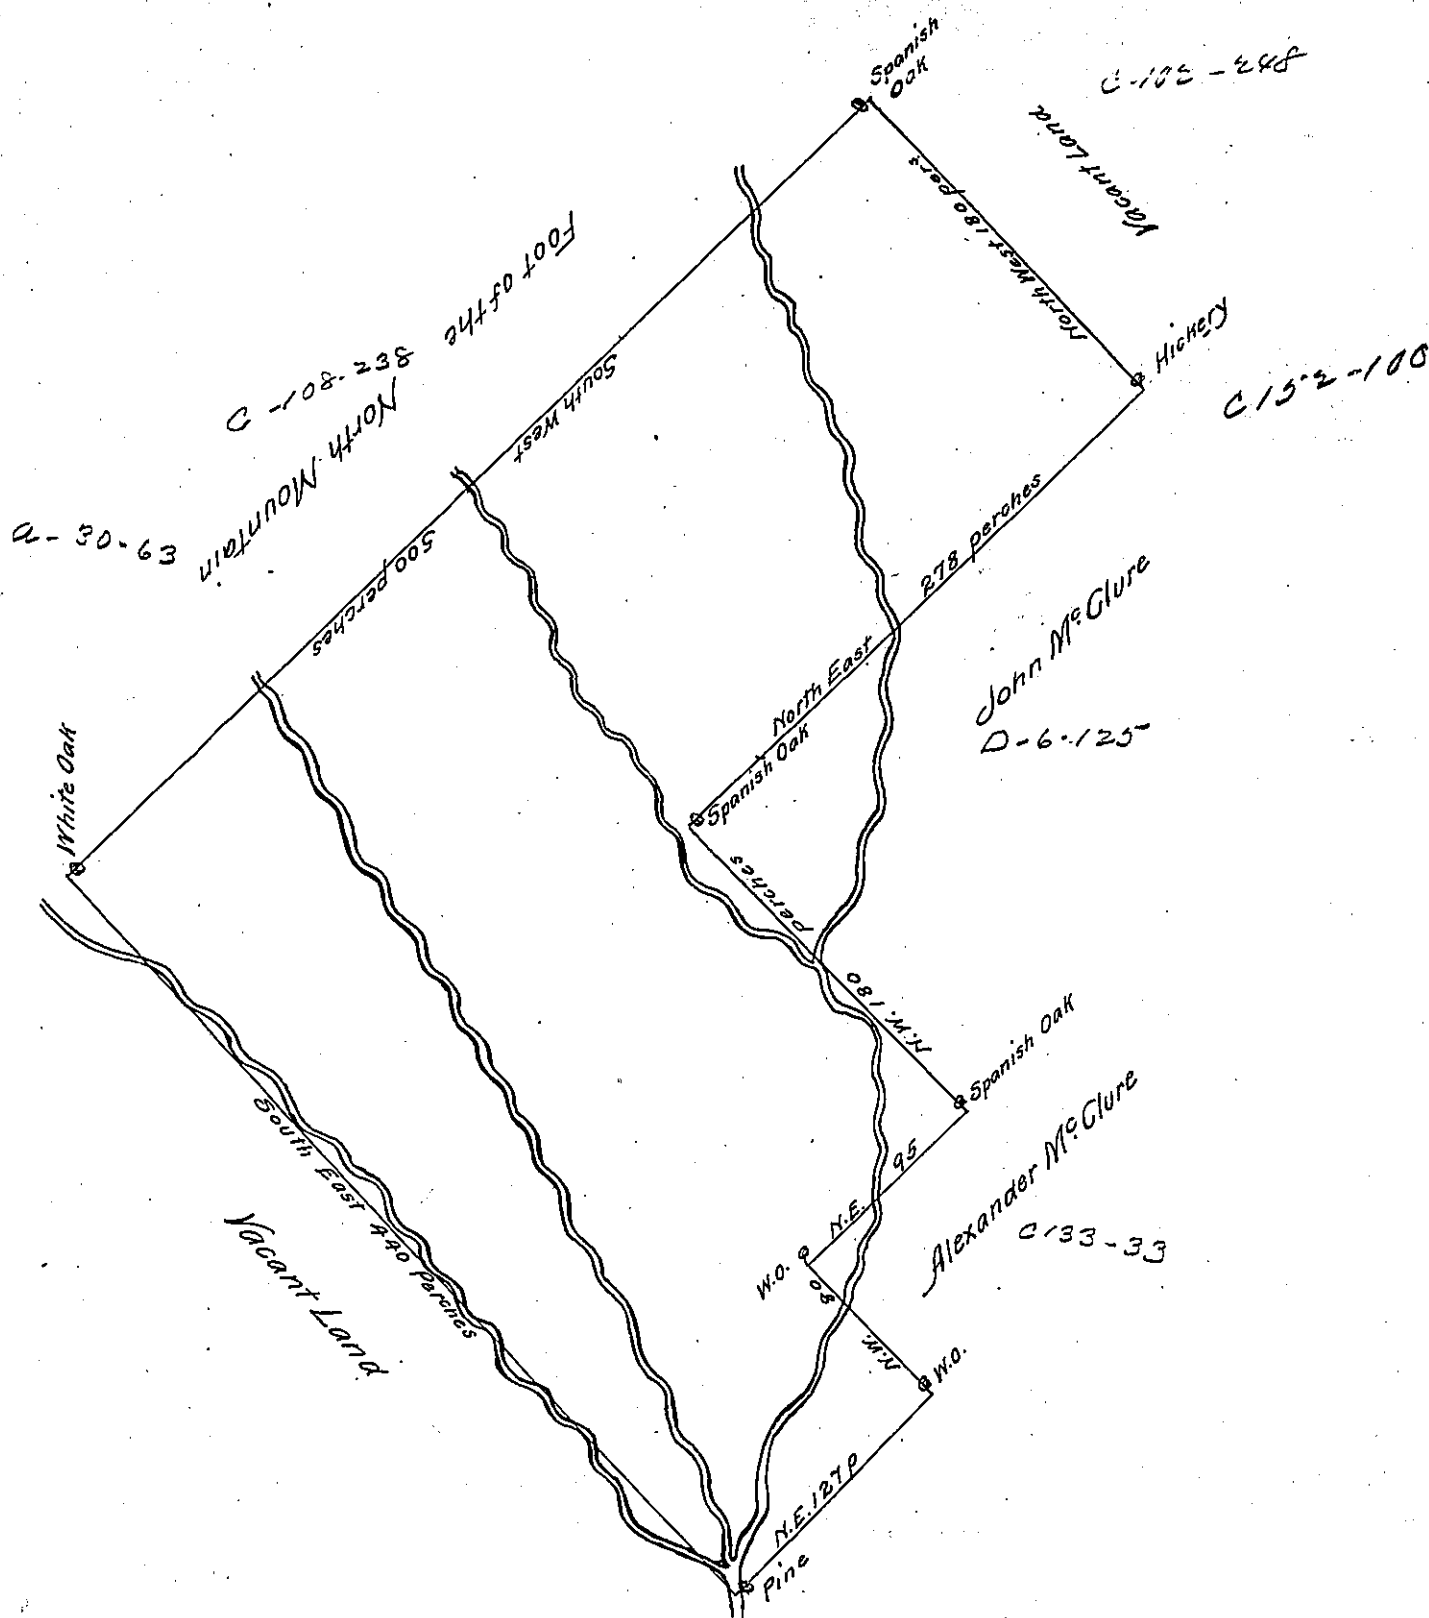 Spanish
Oak
C-102-248
Vacant Land
North West 180 pers
Hickery
C152-100
Foot of the
North Mountain
C-108-238
a-30-63
South West
500 perches
278 perches
North East
John McClure
D-6-125
White Oak
Spanish Oak
perches
N.W. 180
Spanish Oak
N.E. 95
Alexander McClure
C133-33
W.O.
80
N.W.
W.O.
South East 440 Perches
Vacant Land
N.E. 127 P
Pine